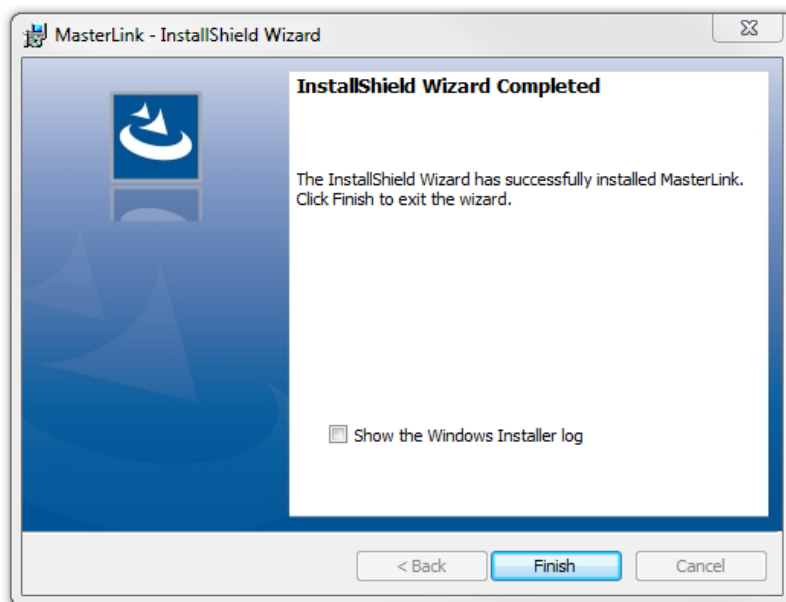 MasterLink - InstallShield Wizard
InstallShield Wizard Completed
The InstallShield Wizard has successfully installed MasterLink.
Click Finish to exit the wizard.
Show the Windows Installer log
< Back
Finish
Cancel